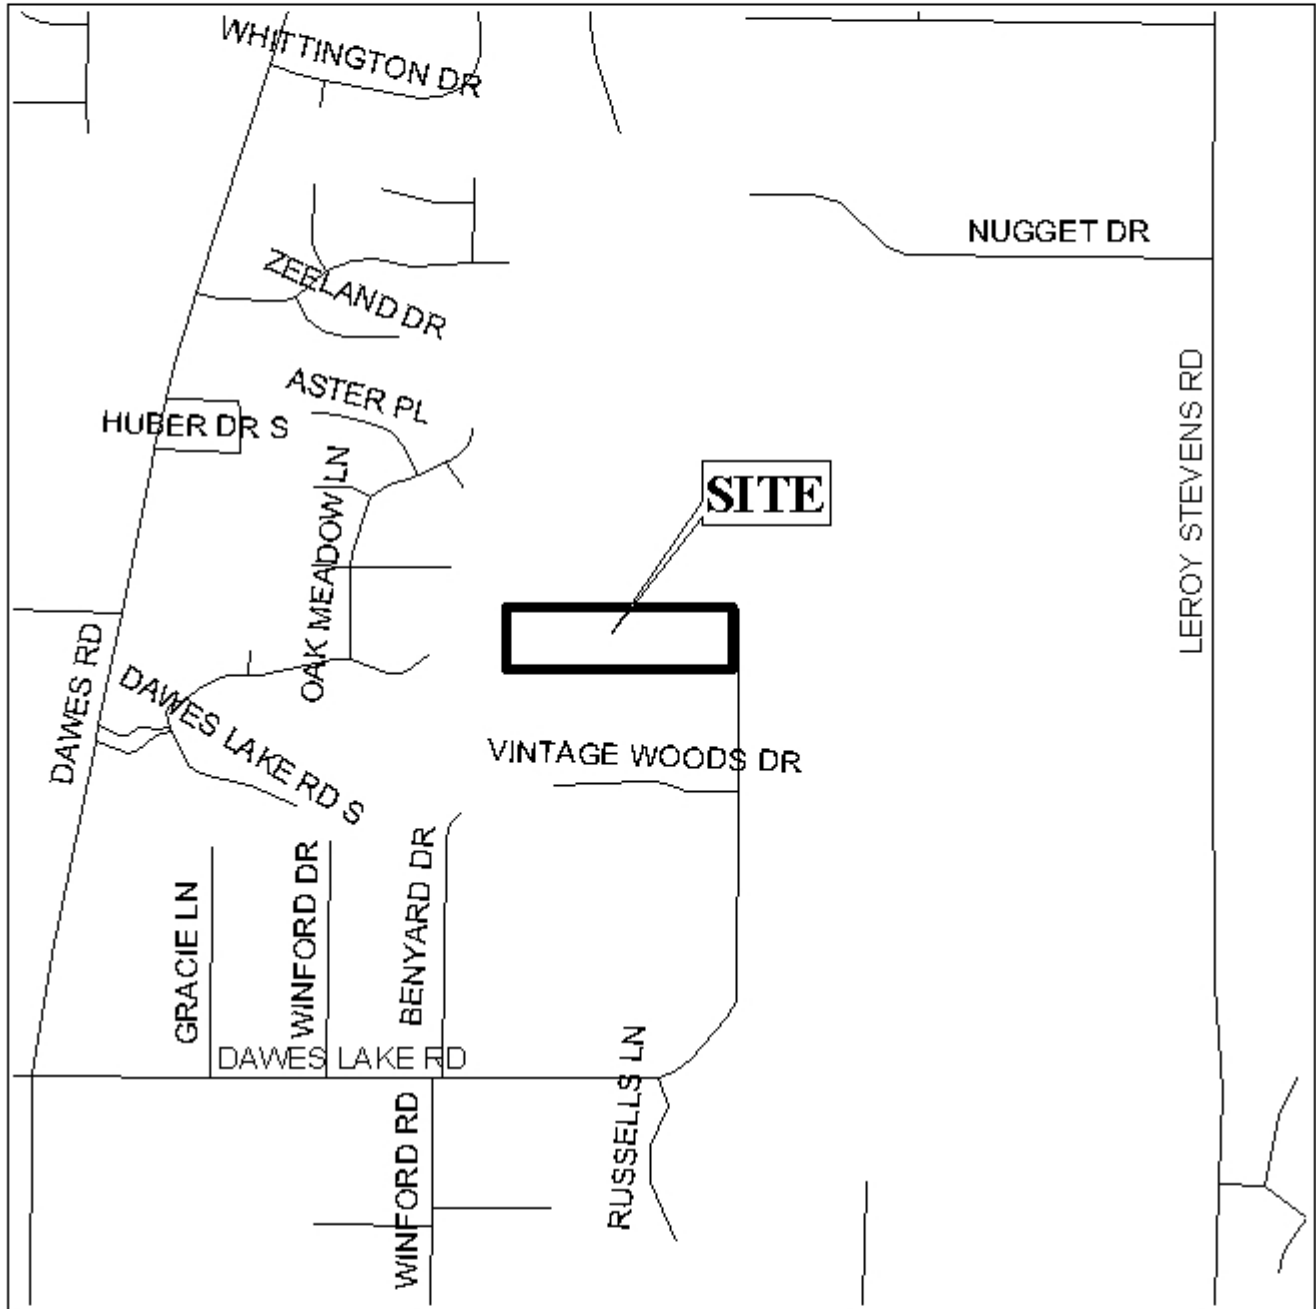 WHITTINGTON DR
NUGGET DR
ZEELAND DR
ASTER PL
HUBER DR S
LEROY STEVENS RD
OAK MEADOW LN
SITE
DAWES RD
DAWES LAKE RD S
VINTAGE WOODS DR
GRACIE LN
WINFORD DR
BENYARD DR
DAWES LAKE RD
RUSSELLS LN
WINFORD RD